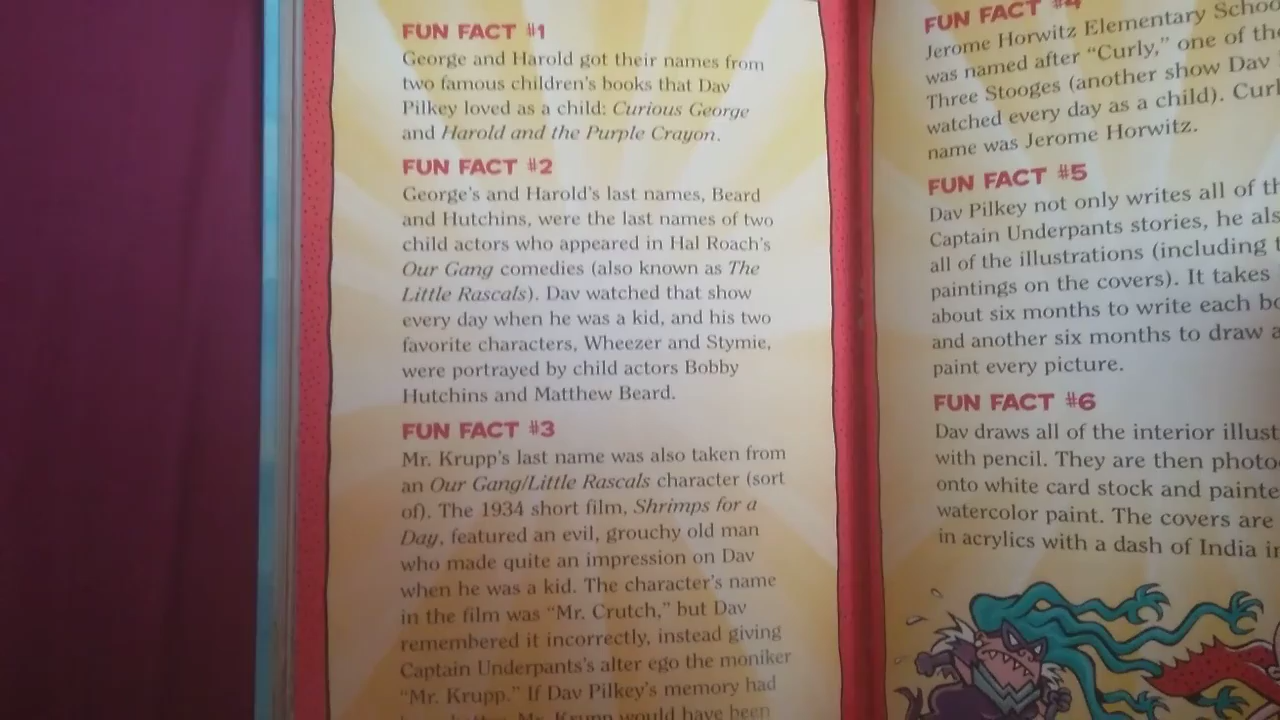 FUN FACT #1
George and Harold got their names from
two famous children's books that Dav
Pilkey loved as a child: Curious George
and Harold and the Purple Crayon.
FUN FACT #2
George's and Harold's last names, Beard
and Hutchins, were the last names of two
child actors who appeared in Hal Roach's
Our Gang comedies (also known as The
Little Rascals). Dav watched that show
every day when he was a kid, and his two
favorite characters, Wheezer and Stymie,
were portrayed by child actors Bobby
Hutchins and Matthew Beard.
FUN FACT #3
Mr. Krupp's last name was also taken from
an Our Gang/Little Rascals character (sort
of). The 1934 short film, Shrimps for a
Day, featured an evil, grouchy old man
who made quite an impression on Dav
when he was a kid. The character's name
in the film was "Mr. Crutch," but Dav
remembered it incorrectly, instead giving
Captain Underpants's alter ego the moniker
"Mr. Krupp." If Dav Pilkey's memory had
Mr. Krupp would have been
FUN FACT #4
Jerome Horwitz Elementary
was named after "Curly," one of
Three Stooges (another show Dav
watched every day as a child).
name was Jerome Horwitz.
FUN FACT #5
Dav Pilkey not only writes all of
Captain Underpants stories, he
all of the illustrations (including
paintings on the covers). It takes
about six months to write each
and another six months to draw
paint every picture.
FUN FACT #6
Dav draws all of the interior
with pencil. They are then
onto white card stock and
watercolor paint. The covers are
in acrylics with a dash of India